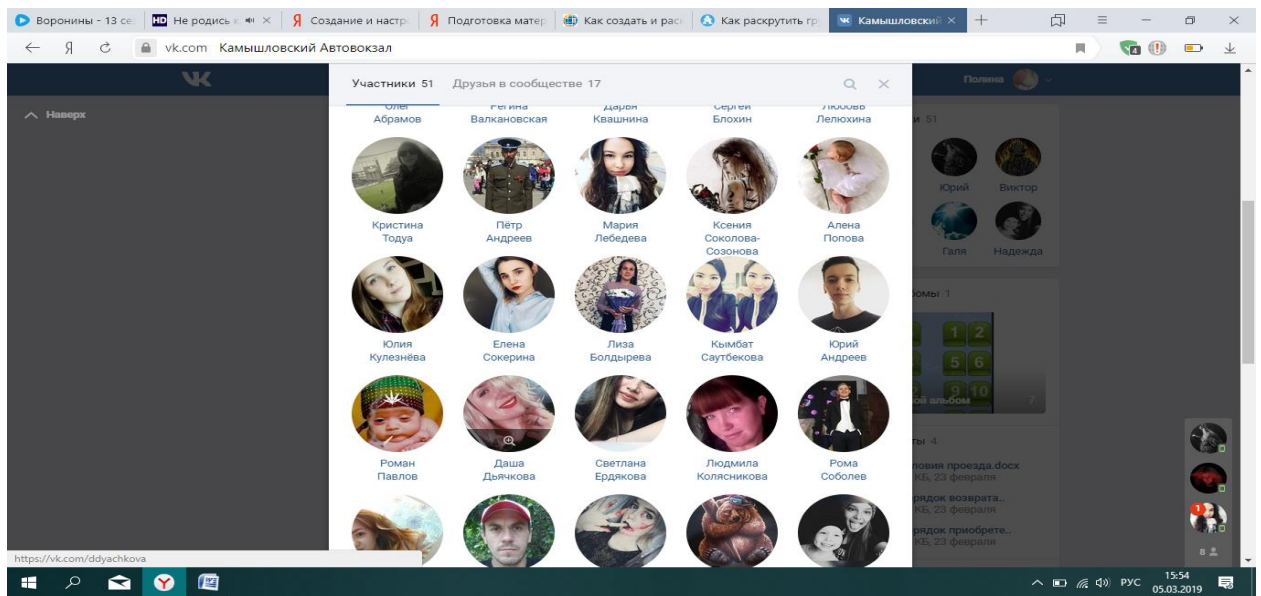 Воронины - 13 се
HD Не родись к
Я Создание и настро
Я Подготовка матер
Как создать и рас
Как раскрутить гр
Камышловский
vk.com Камышловский Автовокзал
Участники 51 Друзья в сообществе 17
Полина
Наверх
Олег Регина Дарья Сергей Любовь
Абрамов Валкановская Квашнина Блохин Лелюхина
и 51
Юрий Виктор
Кристина Пётр Мария Ксения Алена
Тодуа Андреев Лебедева Соколова- Попова
Созонова
Галя Надежда
бомы 1
1 2
5 6
9 10
ой альбом 7
Юлия Елена Лиза Кымбат Юрий
Кулезнёва Сокерина Болдырева Саутбекова Андреев
ты 4
Роман Даша Светлана Людмила Рома
Павлов Дьячкова Ердякова Колясникова Соболев
ловия проезда.docx
КБ, 23 февраля
рядок возврата..
КБ, 23 февраля
рядок приобрете..
КБ, 23 февраля
1
8
https://vk.com/ddyachkova
РУС
15:54
05.03.2019